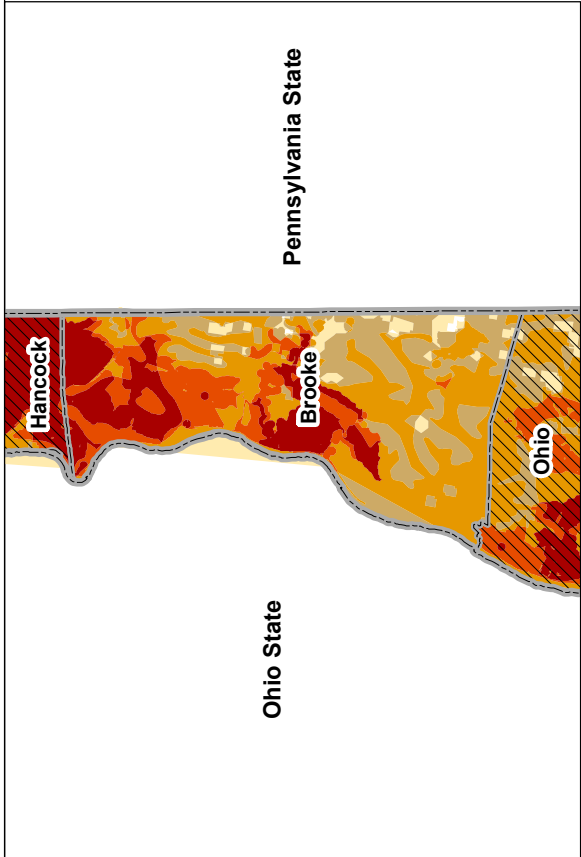 Pennsylvania State
Hancock
Brooke
Ohio
Ohio State